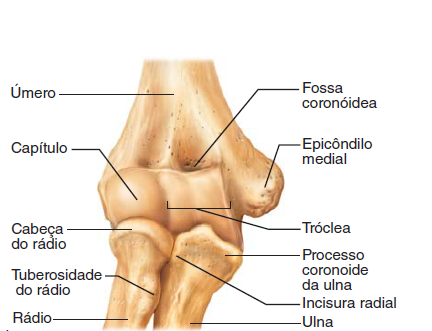 Úmero
Capítulo
Cabeça
do rádio
Tuberosidade
do rádio
Rádio
Fossa
coronóidea
Epicôndilo
medial
Tróclea
Processo
coronoide
da ulna
Incisura radial
Ulna